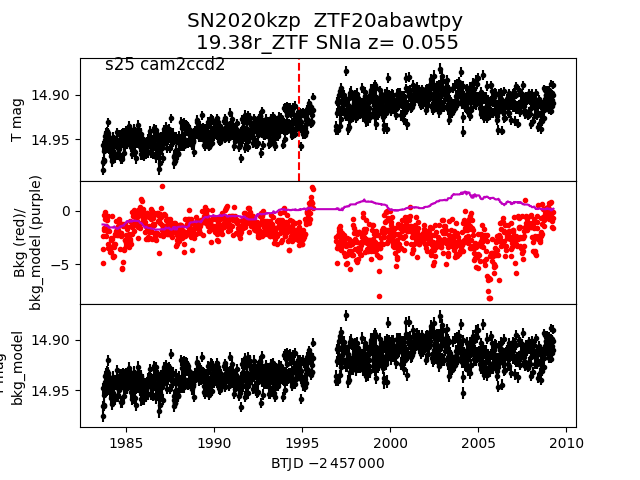 SN2020kzp  ZTF20abawtpy
19.38r_ZTF SNIa z= 0.055
s25 cam2ccd2
14.90
14.95
T mag
0
−5
Bkg (red)/
bkg_model (purple)
14.90
14.95
bkg_model
1985
1990
1995
2000
2005
2010
BTJD −2 457 000